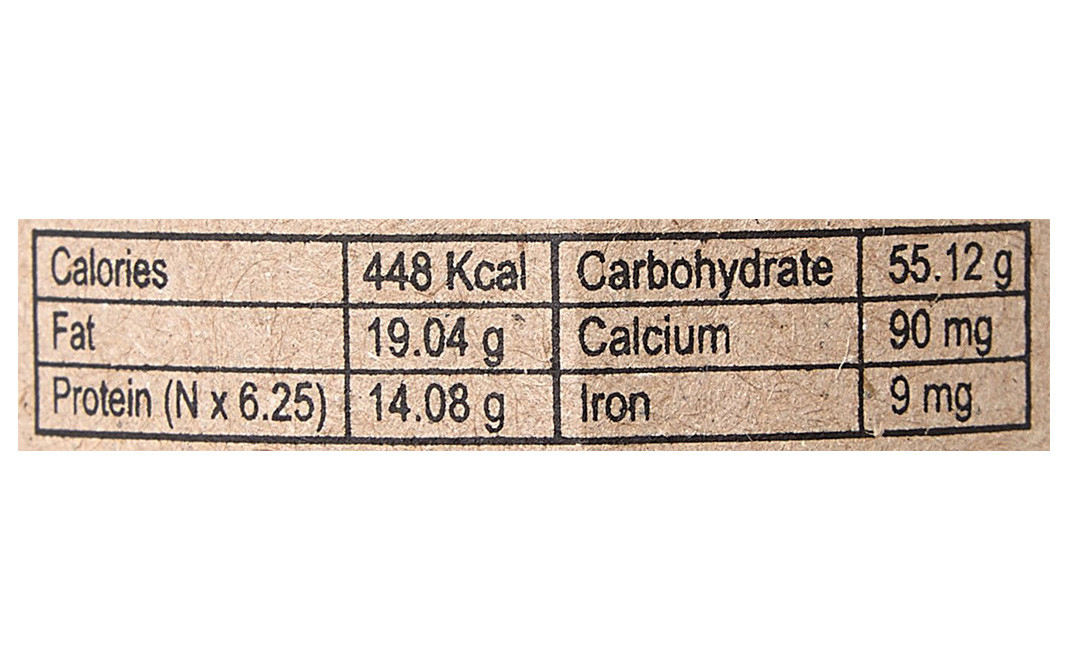 Calories 448 Kcal Carbohydrate 55.12 g
Fat 19.04 g Calcium 90 mg
Protein (N x 6.25) 14.08 g Iron 9 mg